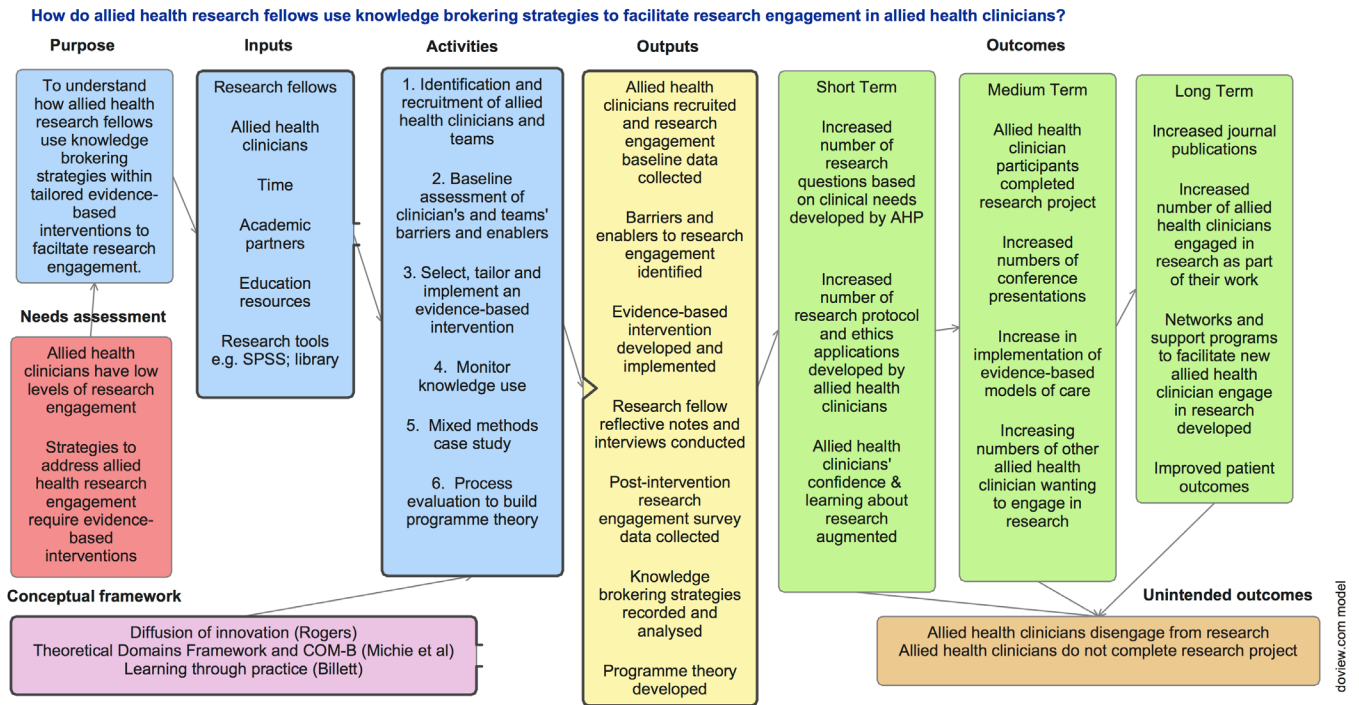 How do allied health research fellows use knowledge brokering strategies to facilitate research engagement in allied health clinicians?
Purpose
To understand
how allied health
research fellows
use knowledge
brokering
strategies within
tailored evidence-
based
interventions to
faciltate research
engagement.
Needs assessment
Allied health
clinicians have low
levels of research
engagement
Strategies to
address allied
health research
engagement
require evidence-
based
interventions
Conceptual framework
Diffusion of innovation (Rogers)
Theoretical Domains Framework and COM-B (Michie et al)
Learning through practice (Billett)
Inputs
Research fellows
Allied health
clinicians
Time
Academic
partners
Education
resources
Research tools
e.g. SPSS; library
Activities
1. Identification and
recruitment of allied
health clinicians and
teams
2. Baseline
assessment of
clinician's and teams'
barriers and enablers
3. Select, tailor and
implement an
evidence-based
intervention
4. Monitor
knowledge use
5. Mixed methods
case study
6. Process
evaluation to build
programme theory
Outputs
Allied health
clinicians recruited
and research
engagement
baseline data
collected
Barriers and
enablers to research
engagement
identified
Evidence-based
intervention
developed and
implemented
Research fellow
reflective notes and
interviews conducted
Post-intervention
research
engagement survey
data collected
Knowledge
brokering strategies
recorded and
analysed
Programme theory
developed
Outcomes
Short Term
Increased
number of
research
questions based
on clinical needs
developed by AHP
Increased
number of
research protocol
and ethics
applications
developed by
allied health
clinicians
Allied health
clinicians'
confidence &
learning about
research
augmented
Medium Term
Allied health
clinician
participants
completed
research project
Increased
numbers of
conference
presentations
Increase in
implementation of
evidence-based
models of care
Increasing
numbers of other
allied health
clinician wanting
to engage in
research
Long Term
Increased journal
publications
Increased
number of allied
health clinicians
engaged in
research as part
of their work
Networks and
support programs
to facilitate new
allied health
clinician engage
in research
developed
Improved patient
outcomes
Unintended outcomes
Allied health clinicians disengage from research
Allied health clinicians do not complete research project
doview.com model